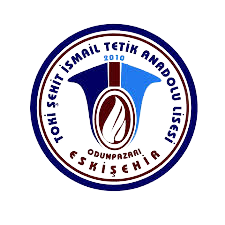 TOKİ ŞEHİT İSMAİL TETİK ANADOLU LİSESİ
2010
ODUNPAZARI
ESKİŞEHİR